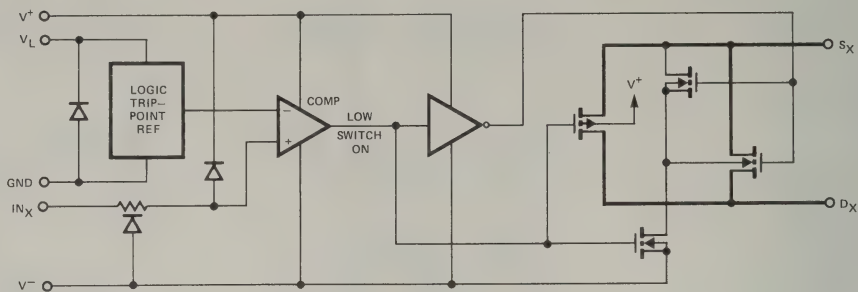 V+
VL
LOGIC
TRIP–
POINT
REF
–
COMP
+
LOW
SWITCH
ON
V+
SX
GND
INX
DX
V–